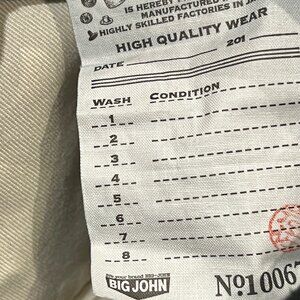 IS HEREBY
MANUFACTURED
HIGHLY SKILLED FACTORIES IN
HIGH QUALITY WEAR
DATE 201
WASH CONDITION
1
2
3
4
5
6
7
8
BIG JOHN
№1006